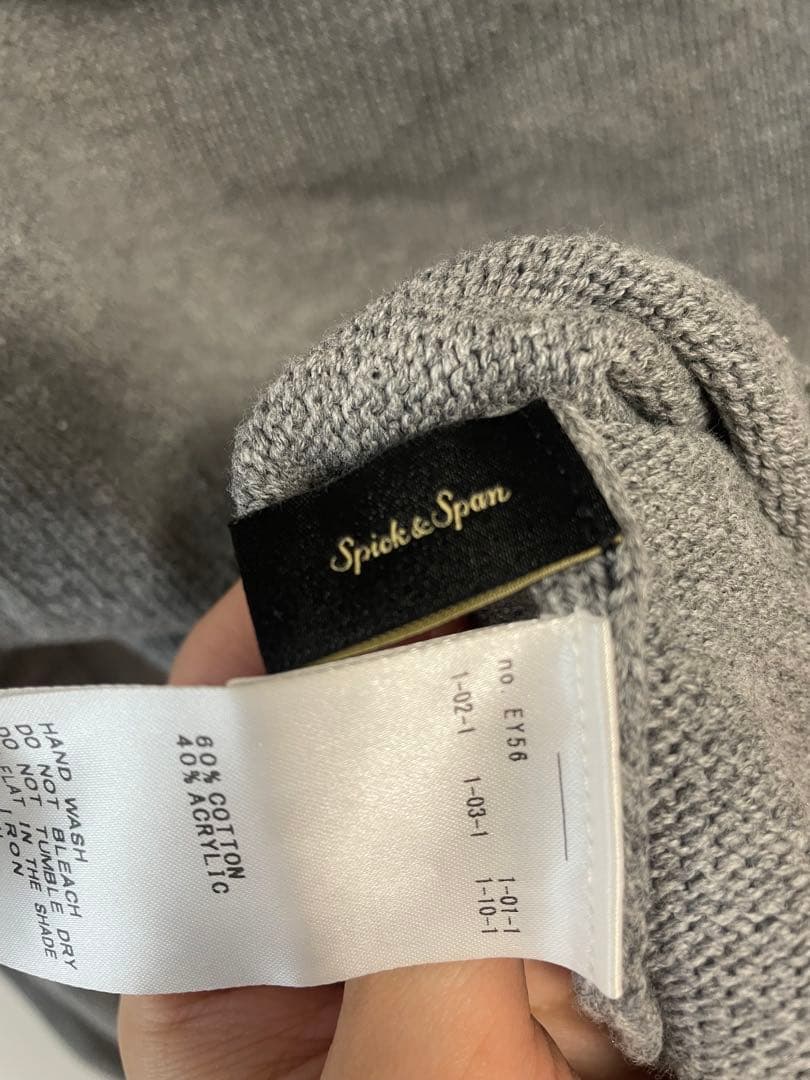 Spick & Span
no. EY56
1-01-1
1-02-1 1-03-1 1-10-1
60% COTTON
40% ACRYLIC
HAND WASH
DO NOT BLEACH
DO NOT TUMBLE DRY
FLAT IN THE SHADE
IRON